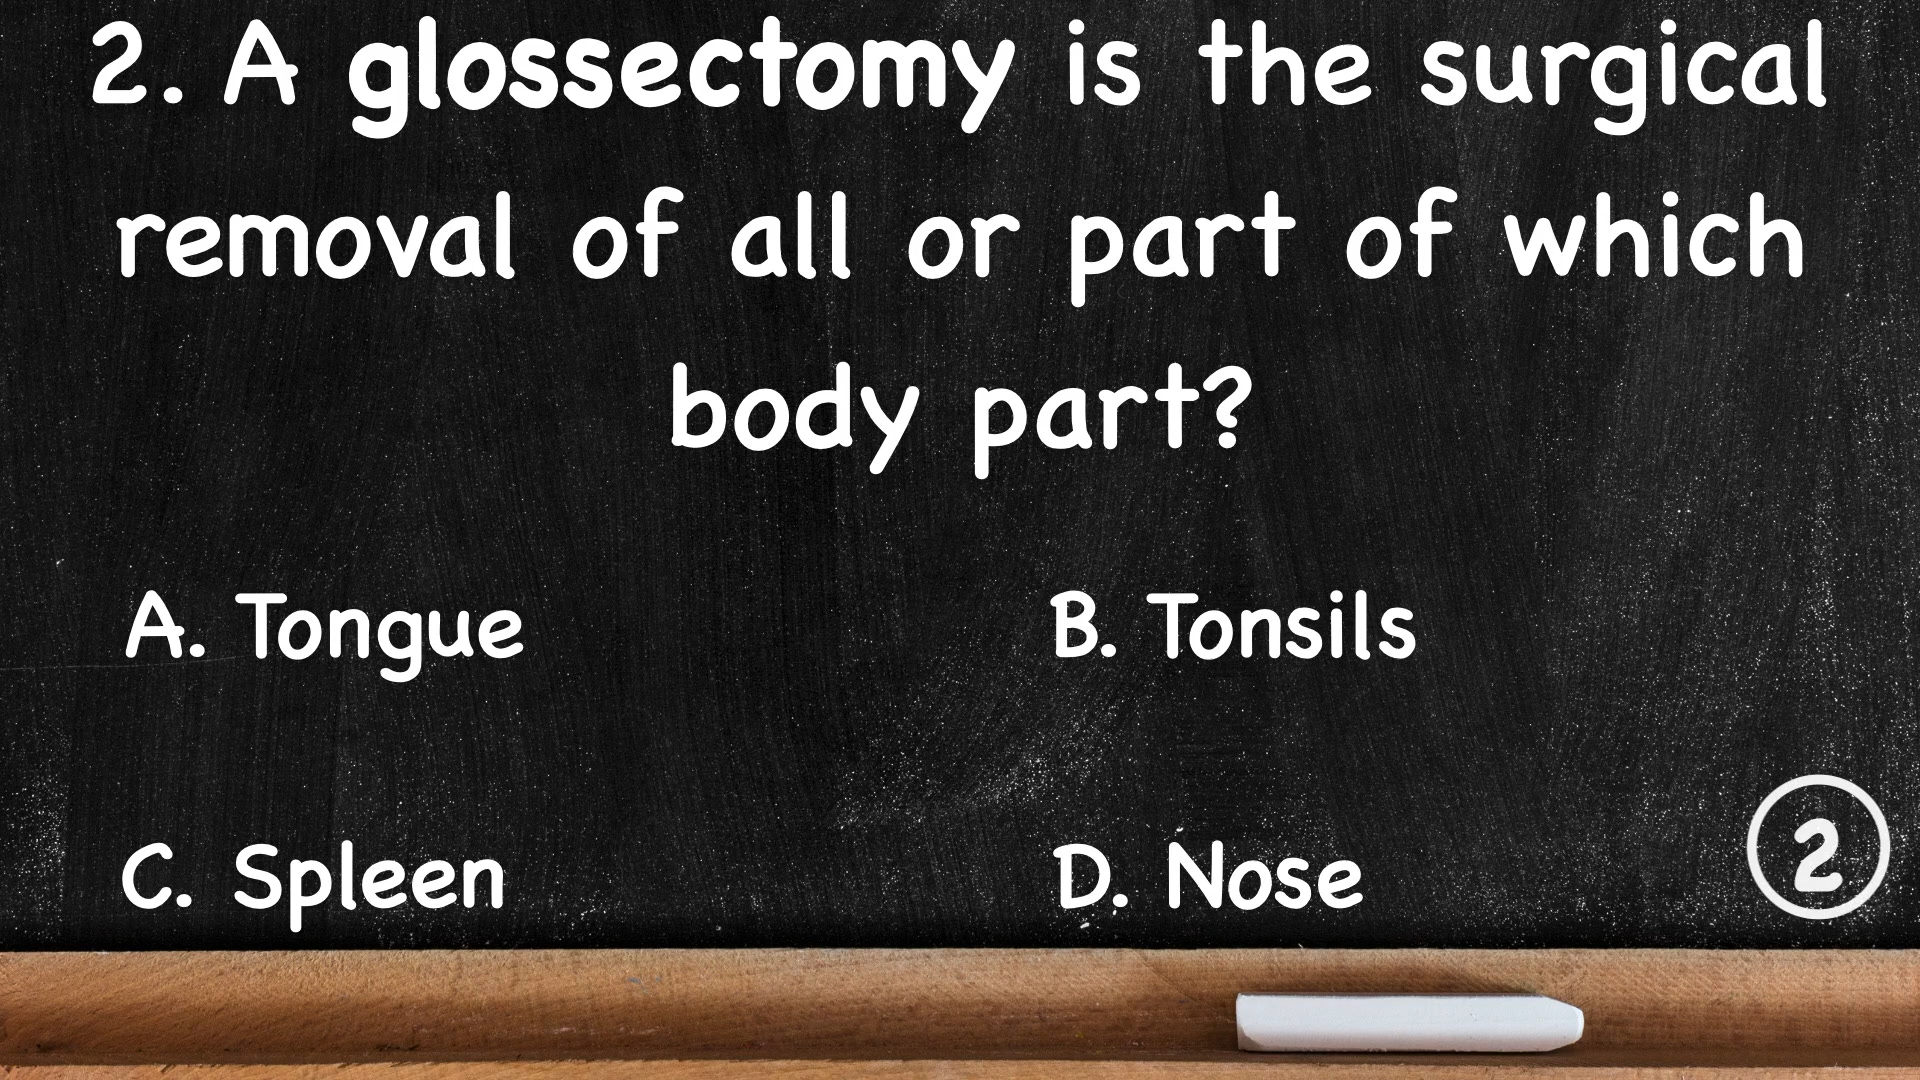 2. A glossectomy is the surgical
removal of all or part of which
body part?
A. Tongue
B. Tonsils
C. Spleen
D. Nose
2